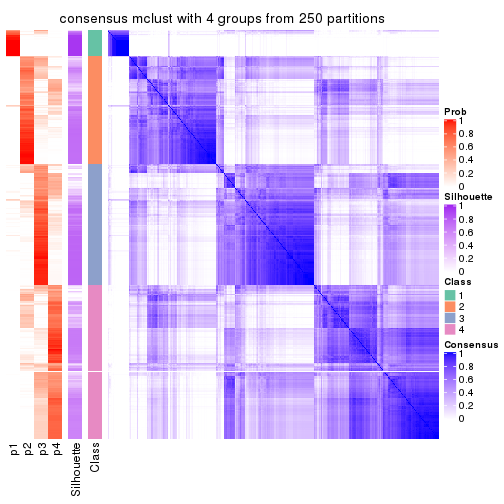 consensus mclust with 4 groups from 250 partitions
Prob
1
0.8
0.6
0.4
0.2
0
Silhouette
1
0.8
0.6
0.4
0.2
0
Class
1
2
3
4
Consensus
1
0.8
0.6
0.4
0.2
0
p1
p2
p3
p4
Silhouette
Class